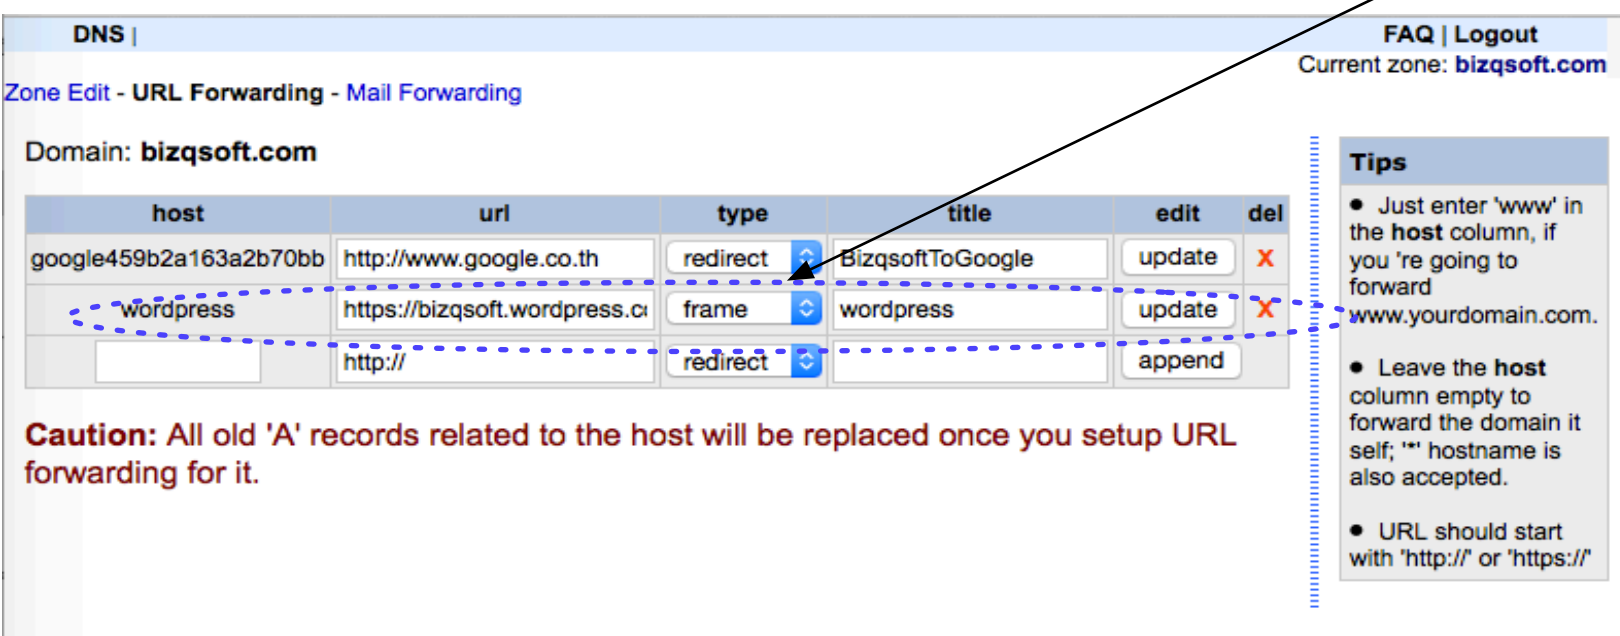 DNS |
FAQ | Logout
Current zone: bizqsoft.com
Zone Edit - URL Forwarding - Mail Forwarding
Domain: bizqsoft.com
host url type title edit del
google459b2a163a2b70bb http://www.google.co.th redirect BizqsoftToGoogle update X
wordpress https://bizqsoft.wordpress.c frame wordpress update X
http:// redirect append
Caution: All old 'A' records related to the host will be replaced once you setup URL
forwarding for it.
Tips
● Just enter 'www' in
the host column, if
you 're going to
forward
www.yourdomain.com.
● Leave the host
column empty to
forward the domain it
self; '*' hostname is
also accepted.
● URL should start
with 'http://' or 'https://'